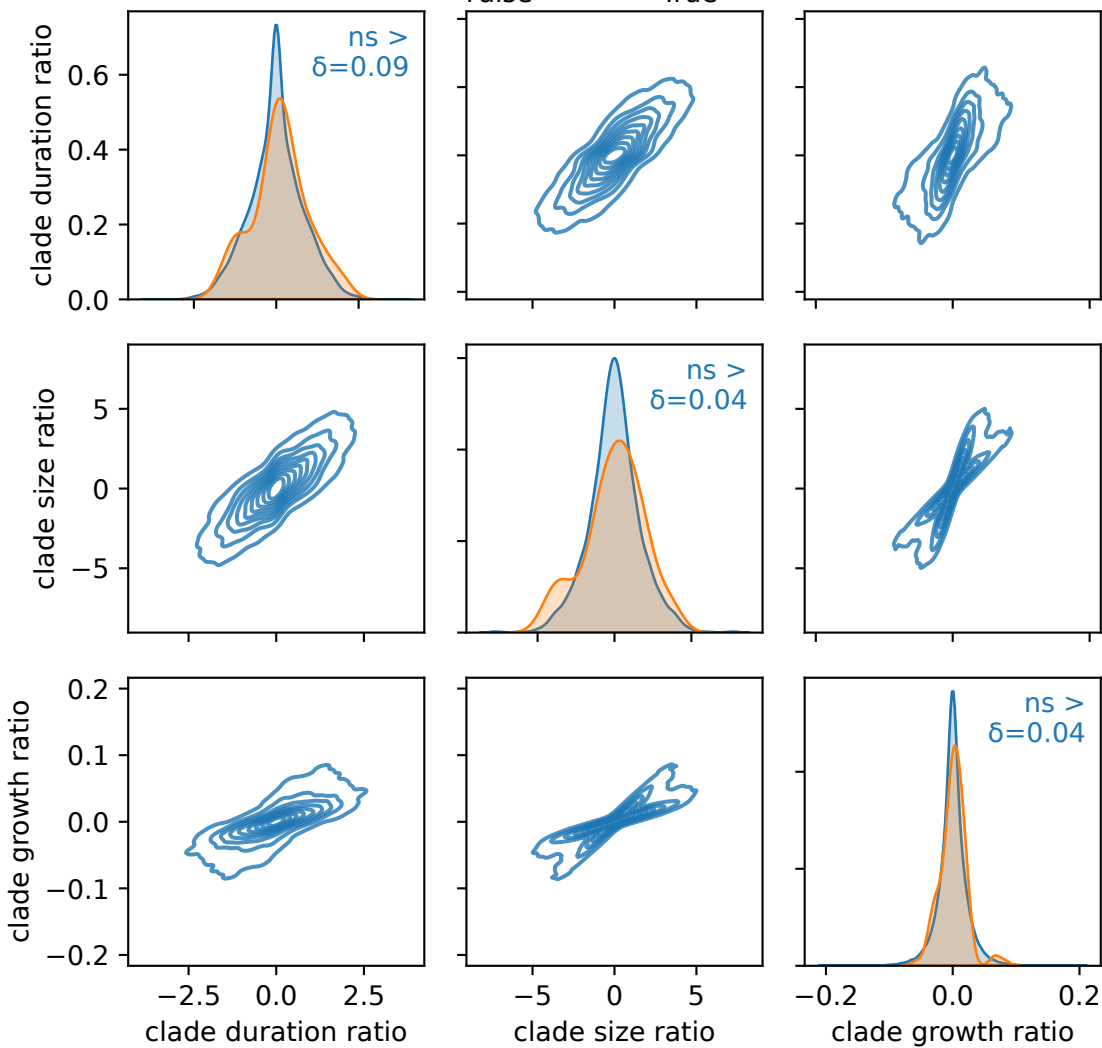 clade duration ratio
0.6
0.4
0.2
0.0
ns >
δ=0.09
clade size ratio
5
0
−5
ns >
δ=0.04
clade growth ratio
0.2
0.1
0.0
−0.1
−0.2
ns >
δ=0.04
−2.5 0.0 2.5
−5 0 5
−0.2 0.0 0.2
clade duration ratio
clade size ratio
clade growth ratio